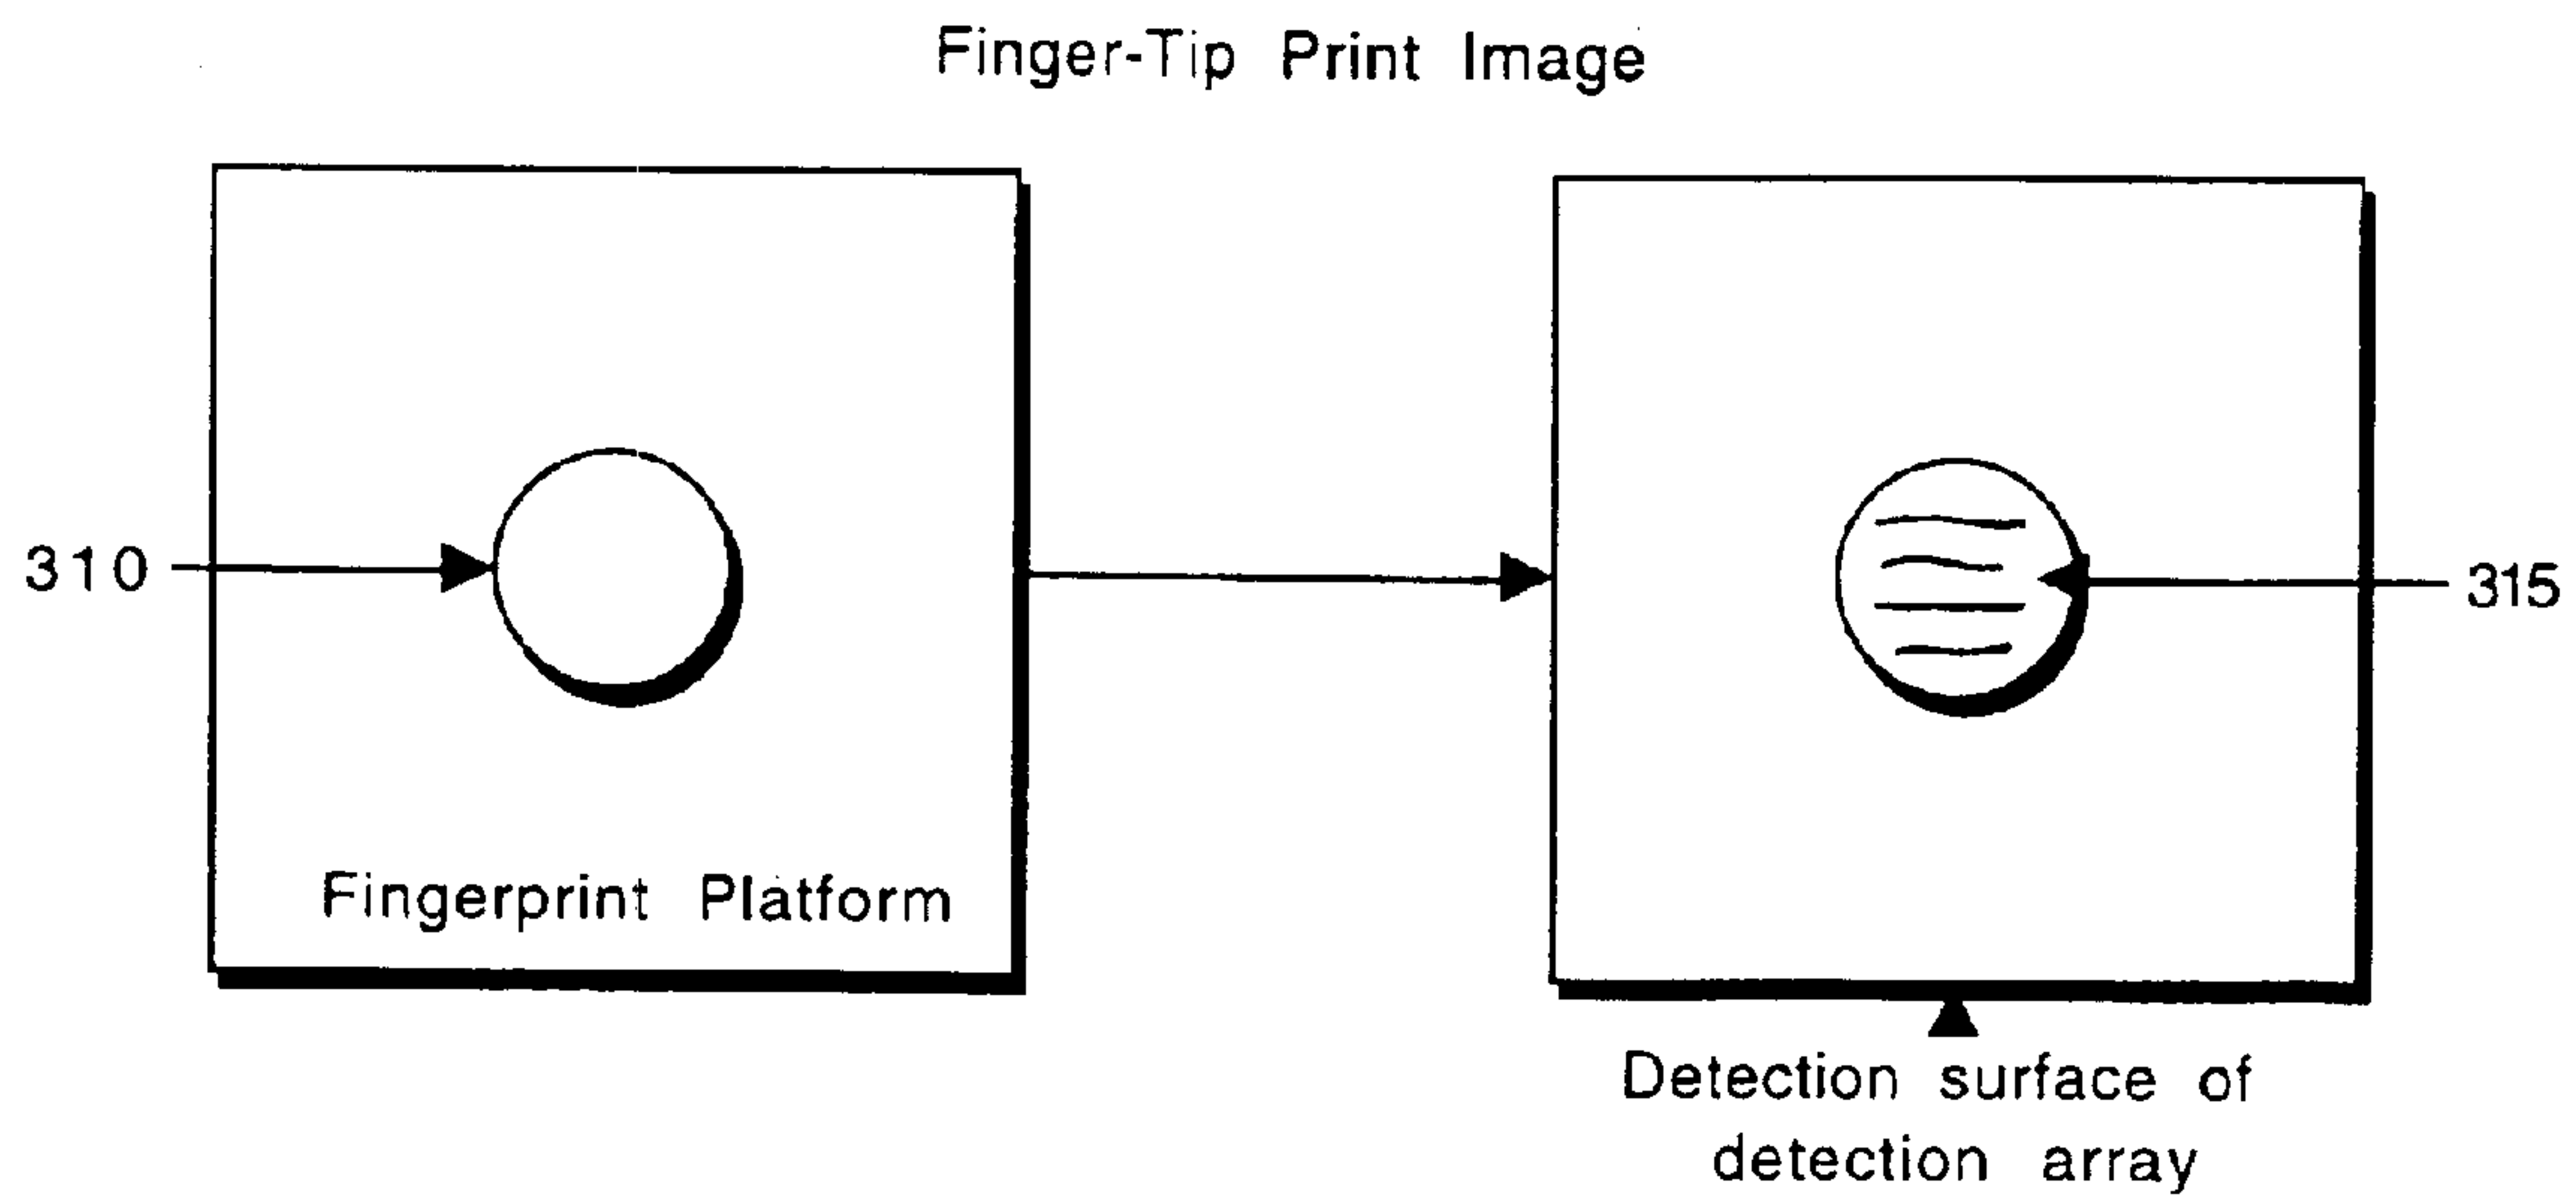 Finger-Tip Print Image
310
315
Fingerprint Platform
Detection surface of
detection array